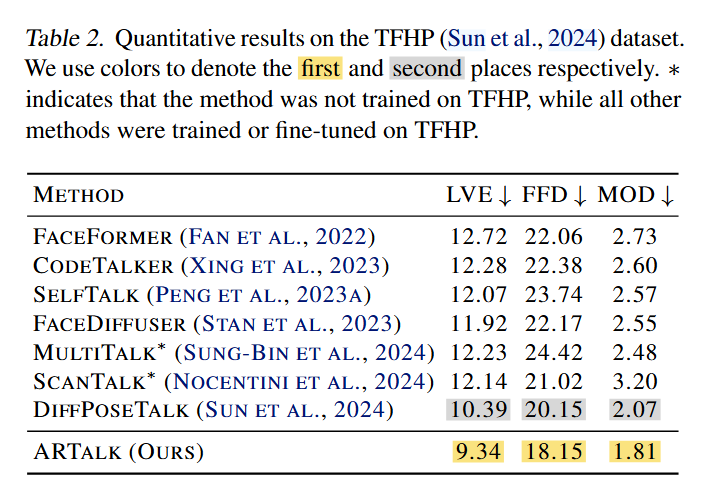 Table 2. Quantitative results on the TFHP (Sun et al., 2024) dataset.
We use colors to denote the first and second places respectively. *
indicates that the method was not trained on TFHP, while all other
methods were trained or fine-tuned on TFHP.
METHOD LVE ↓ FFD ↓ MOD ↓
FACEFORMER (FAN ET AL., 2022) 12.72 22.06 2.73
CODETALKER (XING ET AL., 2023) 12.28 22.38 2.60
SELFTALK (PENG ET AL., 2023A) 12.07 23.74 2.57
FACEDIFFUSER (STAN ET AL., 2023) 11.92 22.17 2.55
MULTITALK* (SUNG-BIN ET AL., 2024) 12.23 24.42 2.48
SCANTALK* (NOCENTINI ET AL., 2024) 12.14 21.02 3.20
DIFFPOSETALK (SUN ET AL., 2024) 10.39 20.15 2.07
ARTALK (OURS) 9.34 18.15 1.81